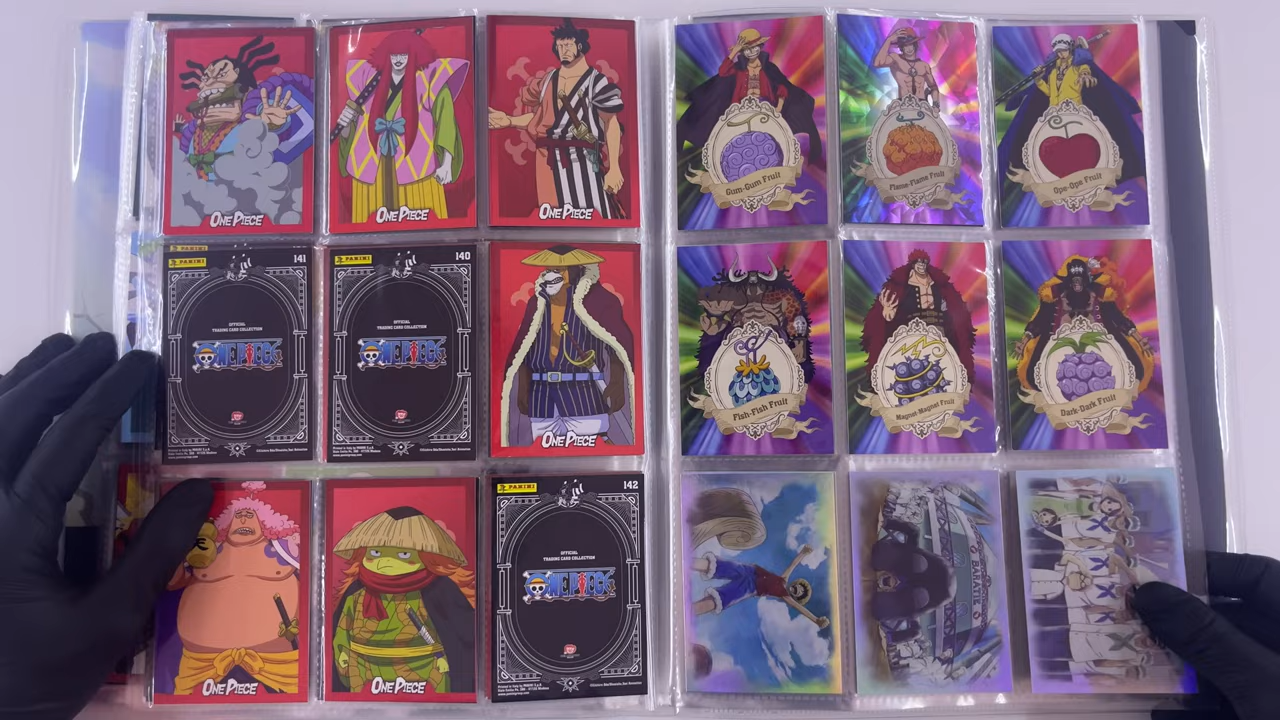 ONE PIECE
ONE PIECE
ONE PIECE
Gum-Gum Fruit
Flame-Flame Fruit
Ope-Ope Fruit
PANINI
PANINI
141
OFFICIAL
TRADING CARD COLLECTION
ONE PIECE
PANINI
140
OFFICIAL
TRADING CARD COLLECTION
ONE PIECE
ONE PIECE
Fish-Fish Fruit
Magnet-Magnet Fruit
Dark-Dark Fruit
ONE PIECE
ONE PIECE
PANINI
142
OFFICIAL
TRADING CARD COLLECTION
ONE PIECE
BARATIE